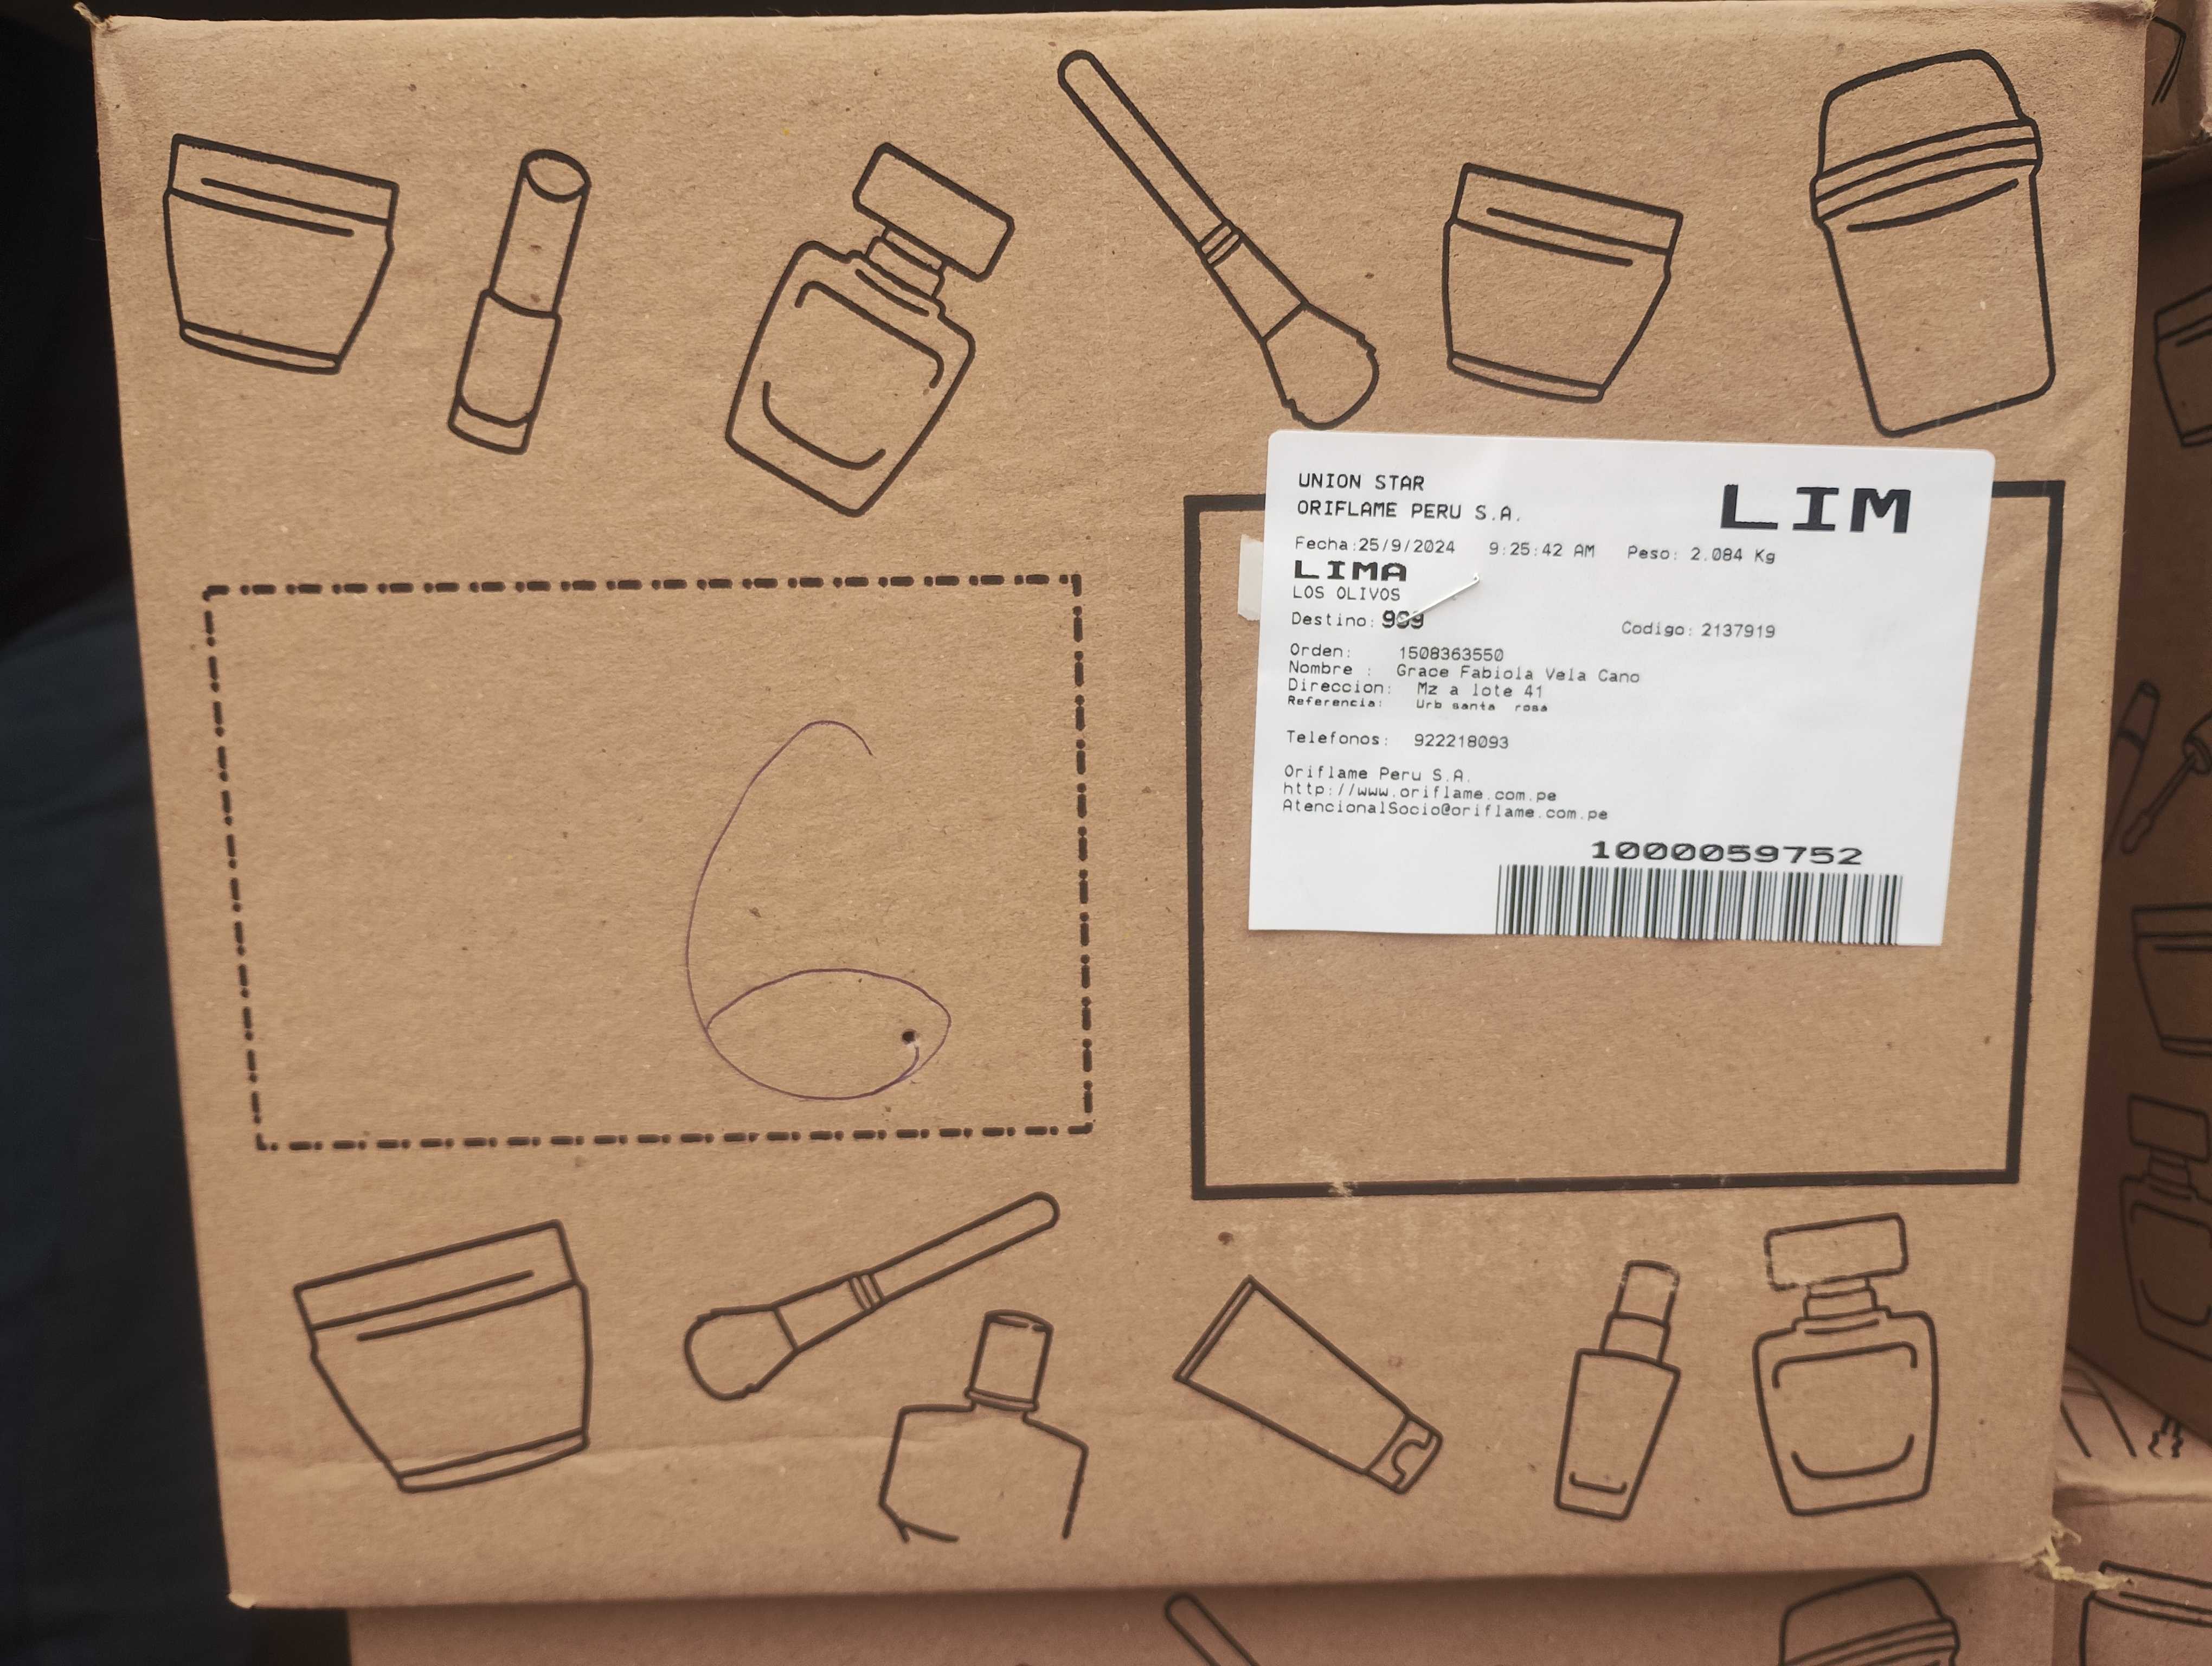 UNION STAR
ORIFLAME PERU S.A.
LIM
Fecha:25/9/2024 9:25:42 AM Peso: 2.084 Kg
LIMA
LOS OLIVOS
Destino: 999 Codigo: 2137919
Orden: 1508363550
Nombre : Grace Fabiola Vela Cano
Direccion: Mz a lote 41
Referencia: Urb santa rosa
Telefonos: 922218093
Oriflame Peru S.A.
http://www.oriflame.com.pe
AtencionalSocio@oriflame.com.pe
1000059752
6